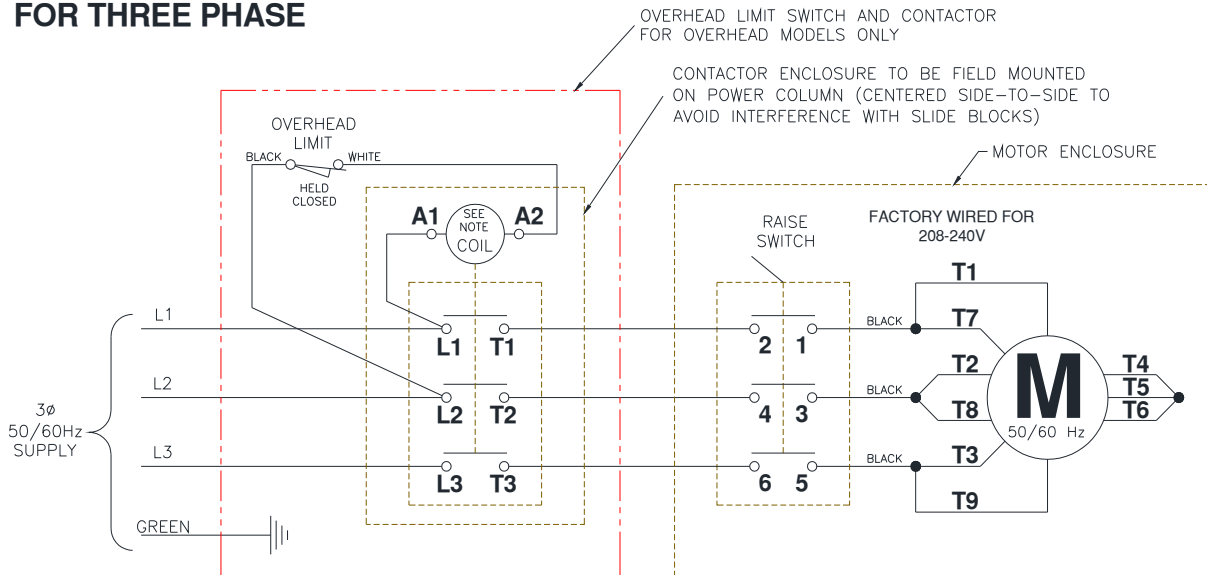 FOR THREE PHASE
OVERHEAD LIMIT SWITCH AND CONTACTOR
FOR OVERHEAD MODELS ONLY
CONTACTOR ENCLOSURE TO BE FIELD MOUNTED
ON POWER COLUMN (CENTERED SIDE-TO-SIDE TO
AVOID INTERFERENCE WITH SLIDE BLOCKS)
MOTOR ENCLOSURE
OVERHEAD
LIMIT
BLACK
WHITE
HELD
CLOSED
A1
SEE
NOTE
COIL
A2
RAISE
SWITCH
FACTORY WIRED FOR
208-240V
3ø
50/60Hz
SUPPLY
L1
L2
L3
GREEN
L1 T1
L2 T2
L3 T3
2 1
4 3
6 5
BLACK
BLACK
BLACK
T1
T7
T2
T8
T3
T9
M
50/60 Hz
T4
T5
T6